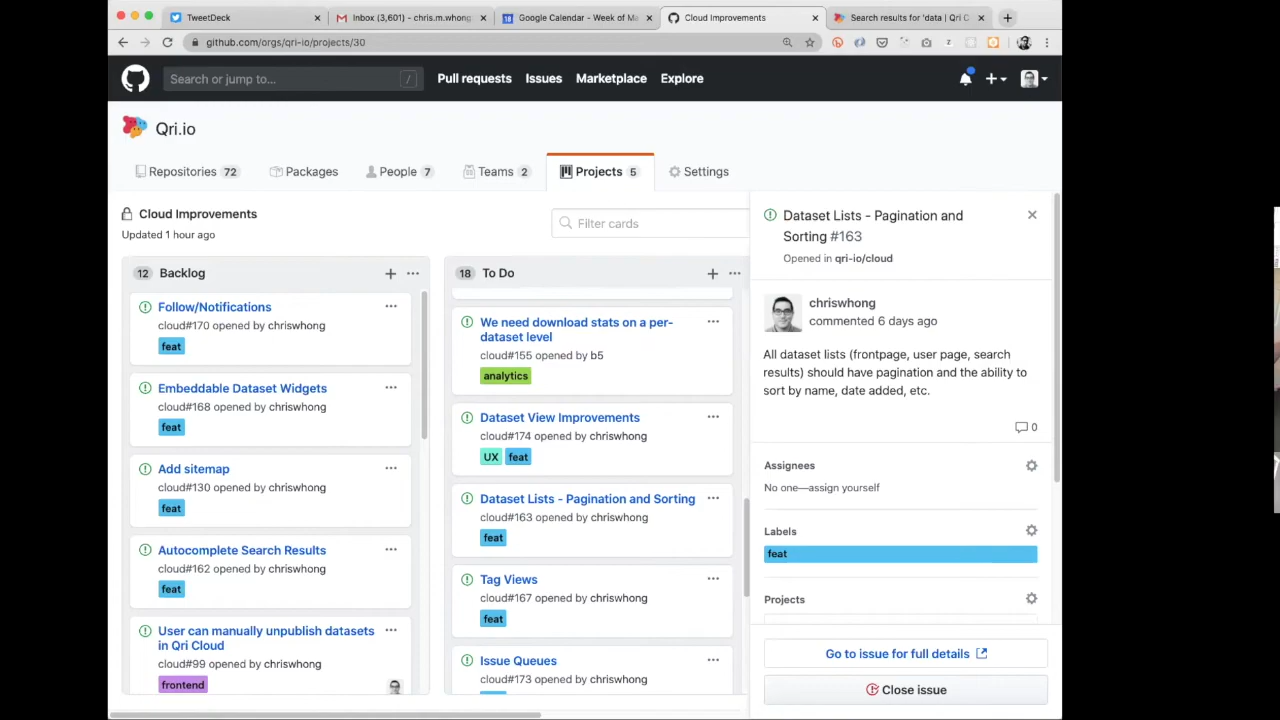 TweetDeck
Inbox (3,601) - chris.m.whong
Google Calendar - Week of Ma
Cloud Improvements
Search results for 'data | Qri C
github.com/orgs/qri-io/projects/30
Search or jump to...
/
Pull requests
Issues
Marketplace
Explore
Qri.io
Repositories 72
Packages
People 7
Teams 2
Projects 5
Settings
Cloud Improvements
Updated 1 hour ago
Filter cards
12 Backlog
Follow/Notifications
cloud#170 opened by chriswhong
feat
Embeddable Dataset Widgets
cloud#168 opened by chriswhong
feat
Add sitemap
cloud#130 opened by chriswhong
feat
Autocomplete Search Results
cloud#162 opened by chriswhong
feat
User can manually unpublish datasets
in Qri Cloud
cloud#99 opened by chriswhong
frontend
18 To Do
We need download stats on a per-
dataset level
cloud#155 opened by b5
analytics
Dataset View Improvements
cloud#174 opened by chriswhong
UX feat
Dataset Lists - Pagination and Sorting
cloud#163 opened by chriswhong
feat
Tag Views
cloud#167 opened by chriswhong
feat
Issue Queues
cloud#173 opened by chriswhong
Dataset Lists - Pagination and
Sorting #163
Opened in qri-io/cloud
chriswhong
commented 6 days ago
All dataset lists (frontpage, user page, search
results) should have pagination and the ability to
sort by name, date added, etc.
0
Assignees
No one—assign yourself
Labels
feat
Projects
Go to issue for full details
Close issue